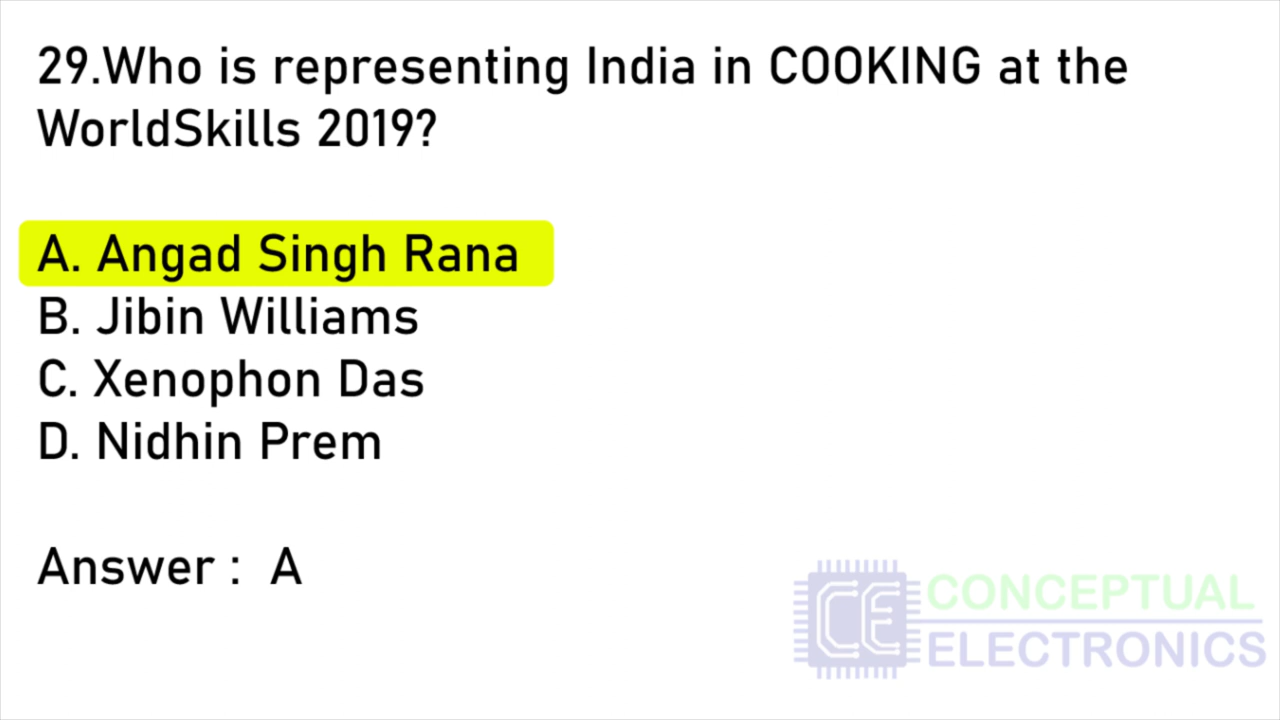 29.Who is representing India in COOKING at the
WorldSkills 2019?
A. Angad Singh Rana
B. Jibin Williams
C. Xenophon Das
D. Nidhin Prem
Answer : A
CE
CONCEPTUAL
ELECTRONICS